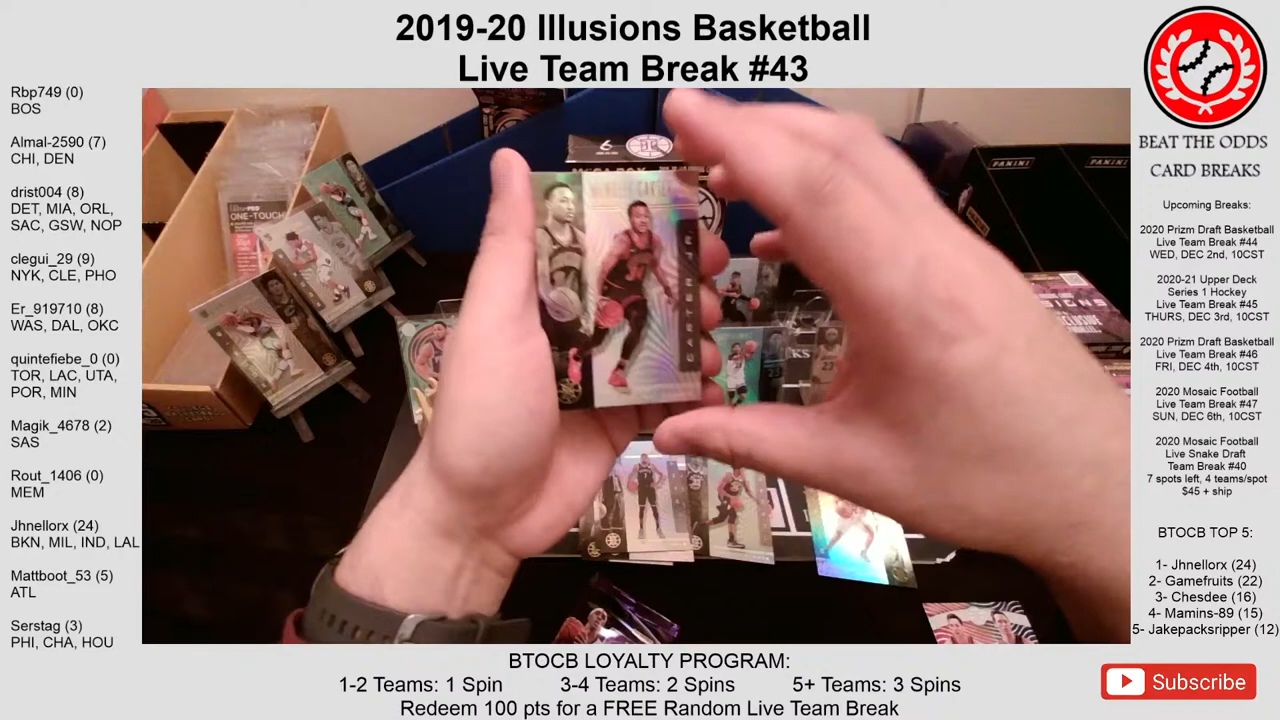 2019-20 Illusions Basketball
Live Team Break #43
Rbp749 (0)
BOS
Almal-2590 (7)
CHI, DEN
drist004 (8)
DET, MIA, ORL,
SAC, GSW, NOP
clegui_29 (9)
NYK, CLE, PHO
Er_919710 (8)
WAS, DAL, OKC
quintefiebe_0 (0)
TOR, LAC, UTA,
POR, MIN
Magik_4678 (2)
SAS
Rout_1406 (0)
MEM
Jhnellorx (24)
BKN, MIL, IND, LAL
Mattboot_53 (5)
ATL
Serstag (3)
PHI, CHA, HOU
ONE-TOUCH
6
CARTER JR
PANINI
PANINI
23
BEAT THE ODDS
CARD BREAKS
Upcoming Breaks:
2020 Prizm Draft Basketball
Live Team Break #44
WED, DEC 2nd, 10CST
2020-21 Upper Deck
Series 1 Hockey
Live Team Break #45
THURS, DEC 3rd, 10CST
2020 Prizm Draft Basketball
Live Team Break #46
FRI, DEC 4th, 10CST
2020 Mosaic Football
Live Team Break #47
SUN, DEC 6th, 10CST
2020 Mosaic Football
Live Snake Draft
Team Break #40
7 spots left, 4 teams/spot
$45 + ship
BTOCB TOP 5:
1- Jhnellorx (24)
2- Gamefruits (22)
3- Chesdee (16)
4- Mamins-89 (15)
5- Jakepacksripper (12)
BTOCB LOYALTY PROGRAM:
1-2 Teams: 1 Spin 3-4 Teams: 2 Spins 5+ Teams: 3 Spins
Redeem 100 pts for a FREE Random Live Team Break
Subscribe